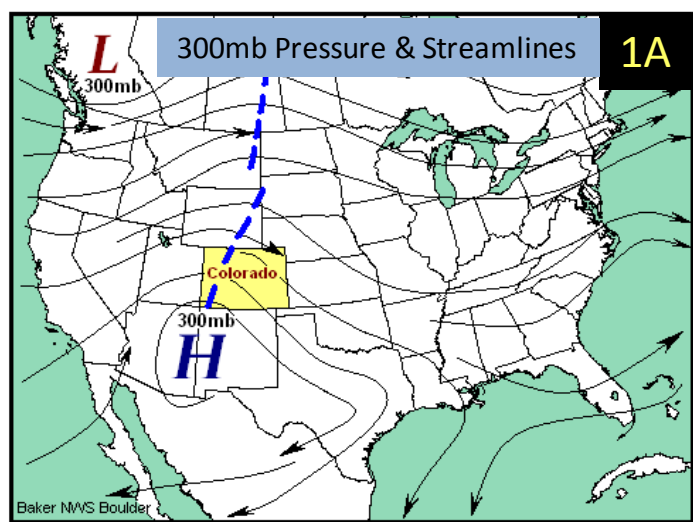 300mb Pressure & Streamlines
1A
L
300mb
Colorado
300mb
H
Baker NWS Boulder